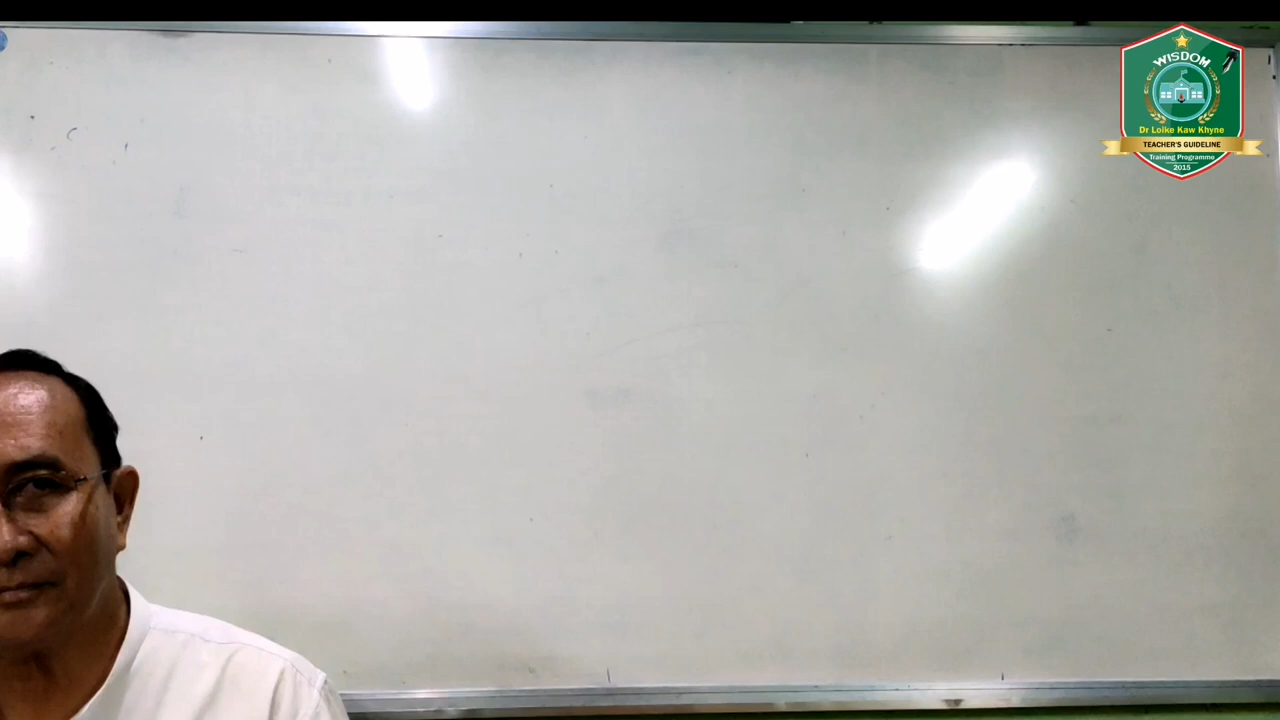 WISDOM
Dr Loike Kaw Khyne
TEACHER'S GUIDELINE
Training Programme
2015